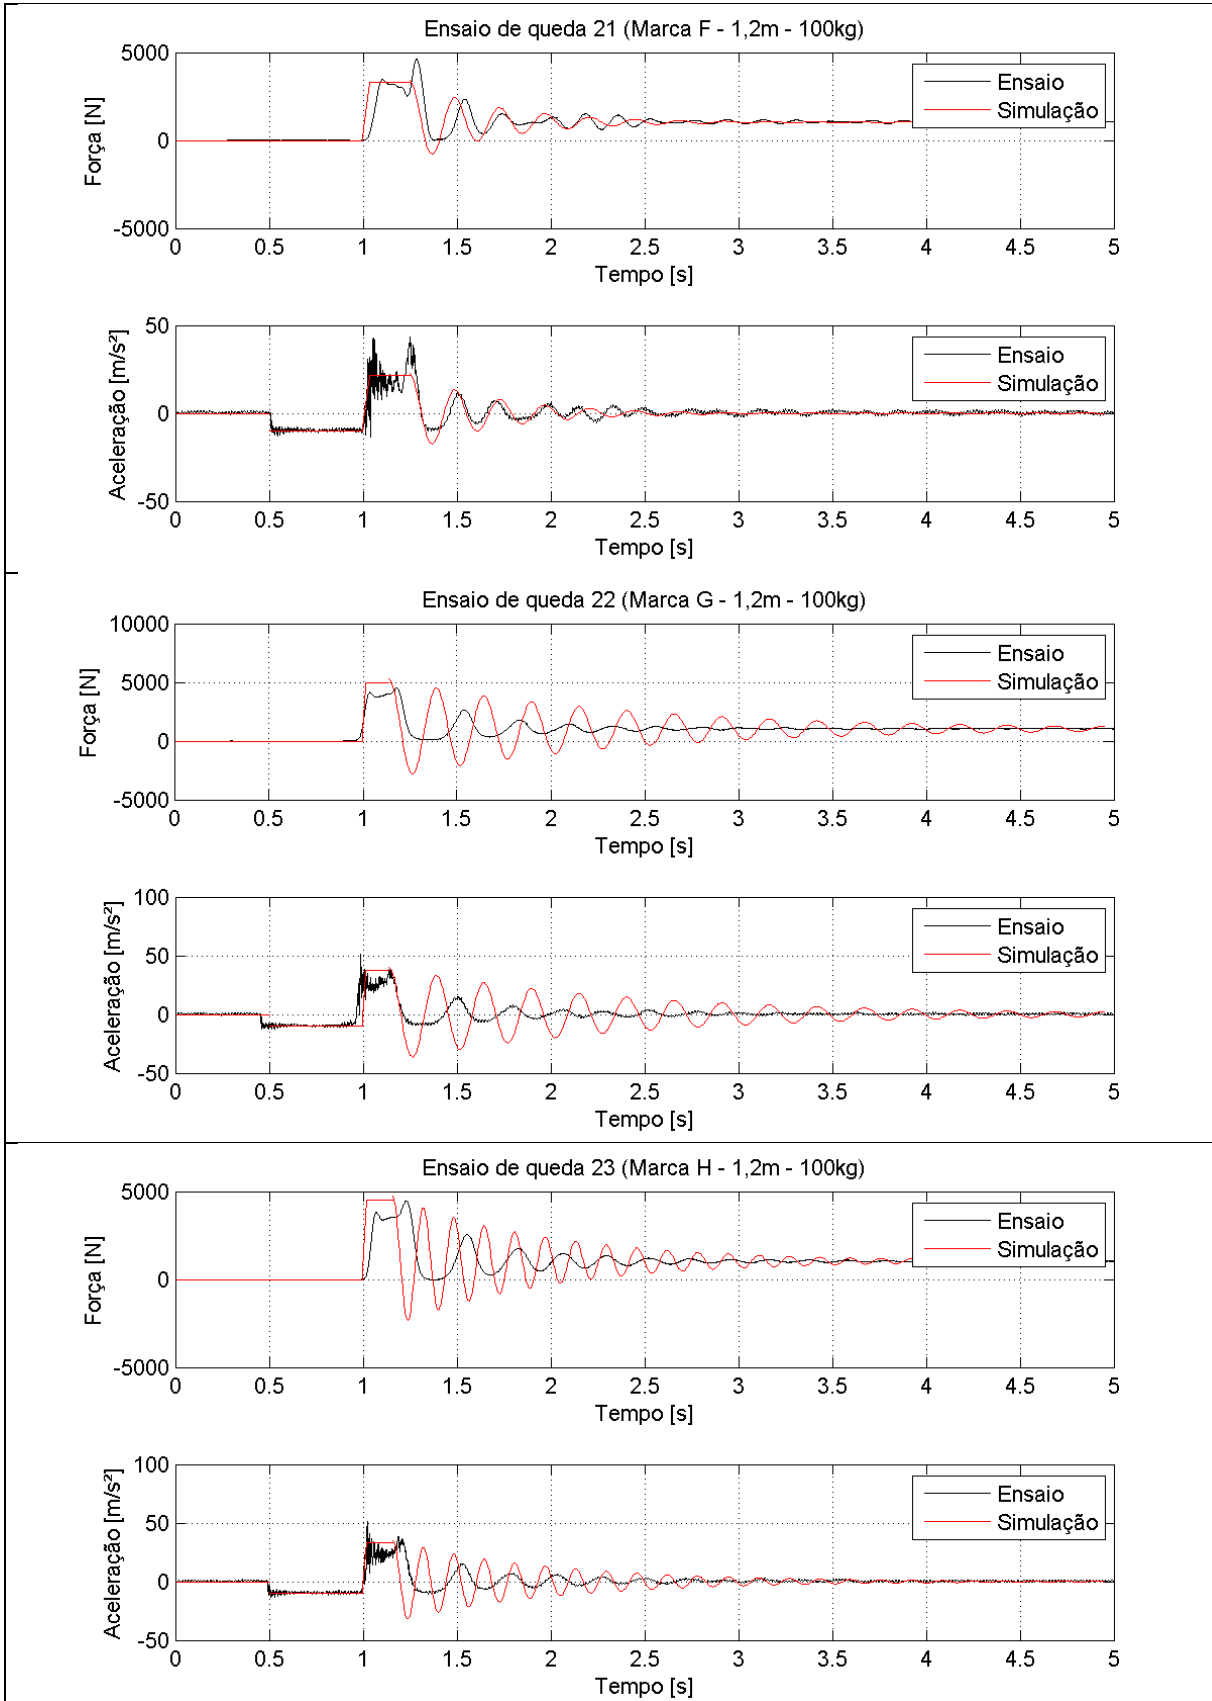 Ensaio de queda 21 (Marca F - 1,2m - 100kg)
5000
0
-5000
Força [N]
Ensaio
Simulação
0 0.5 1 1.5 2 2.5 3 3.5 4 4.5 5
Tempo [s]
50
0
-50
Aceleração [m/s²]
Ensaio
Simulação
0 0.5 1 1.5 2 2.5 3 3.5 4 4.5 5
Tempo [s]
Ensaio de queda 22 (Marca G - 1,2m - 100kg)
10000
5000
0
-5000
Força [N]
Ensaio
Simulação
0 0.5 1 1.5 2 2.5 3 3.5 4 4.5 5
Tempo [s]
100
50
0
-50
Aceleração [m/s²]
Ensaio
Simulação
0 0.5 1 1.5 2 2.5 3 3.5 4 4.5 5
Tempo [s]
Ensaio de queda 23 (Marca H - 1,2m - 100kg)
5000
0
-5000
Força [N]
Ensaio
Simulação
0 0.5 1 1.5 2 2.5 3 3.5 4 4.5 5
Tempo [s]
100
50
0
-50
Aceleração [m/s²]
Ensaio
Simulação
0 0.5 1 1.5 2 2.5 3 3.5 4 4.5 5
Tempo [s]